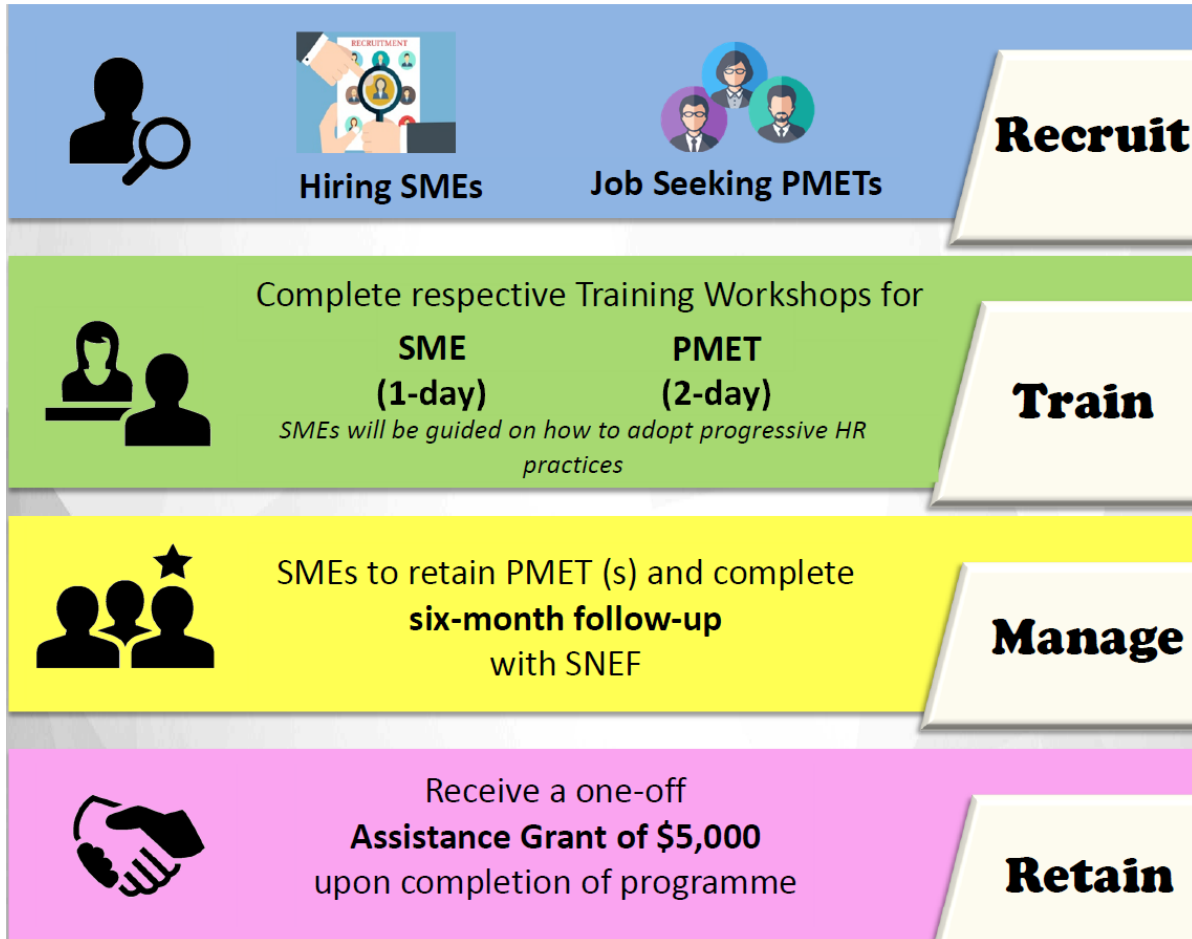 RECRUITMENT
Hiring SMEs
Job Seeking PMETs
Recruit
Complete respective Training Workshops for
SME
(1-day)
PMET
(2-day)
SMEs will be guided on how to adopt progressive HR
practices
Train
SMEs to retain PMET (s) and complete
six-month follow-up
with SNEF
Manage
Receive a one-off
Assistance Grant of $5,000
upon completion of programme
Retain